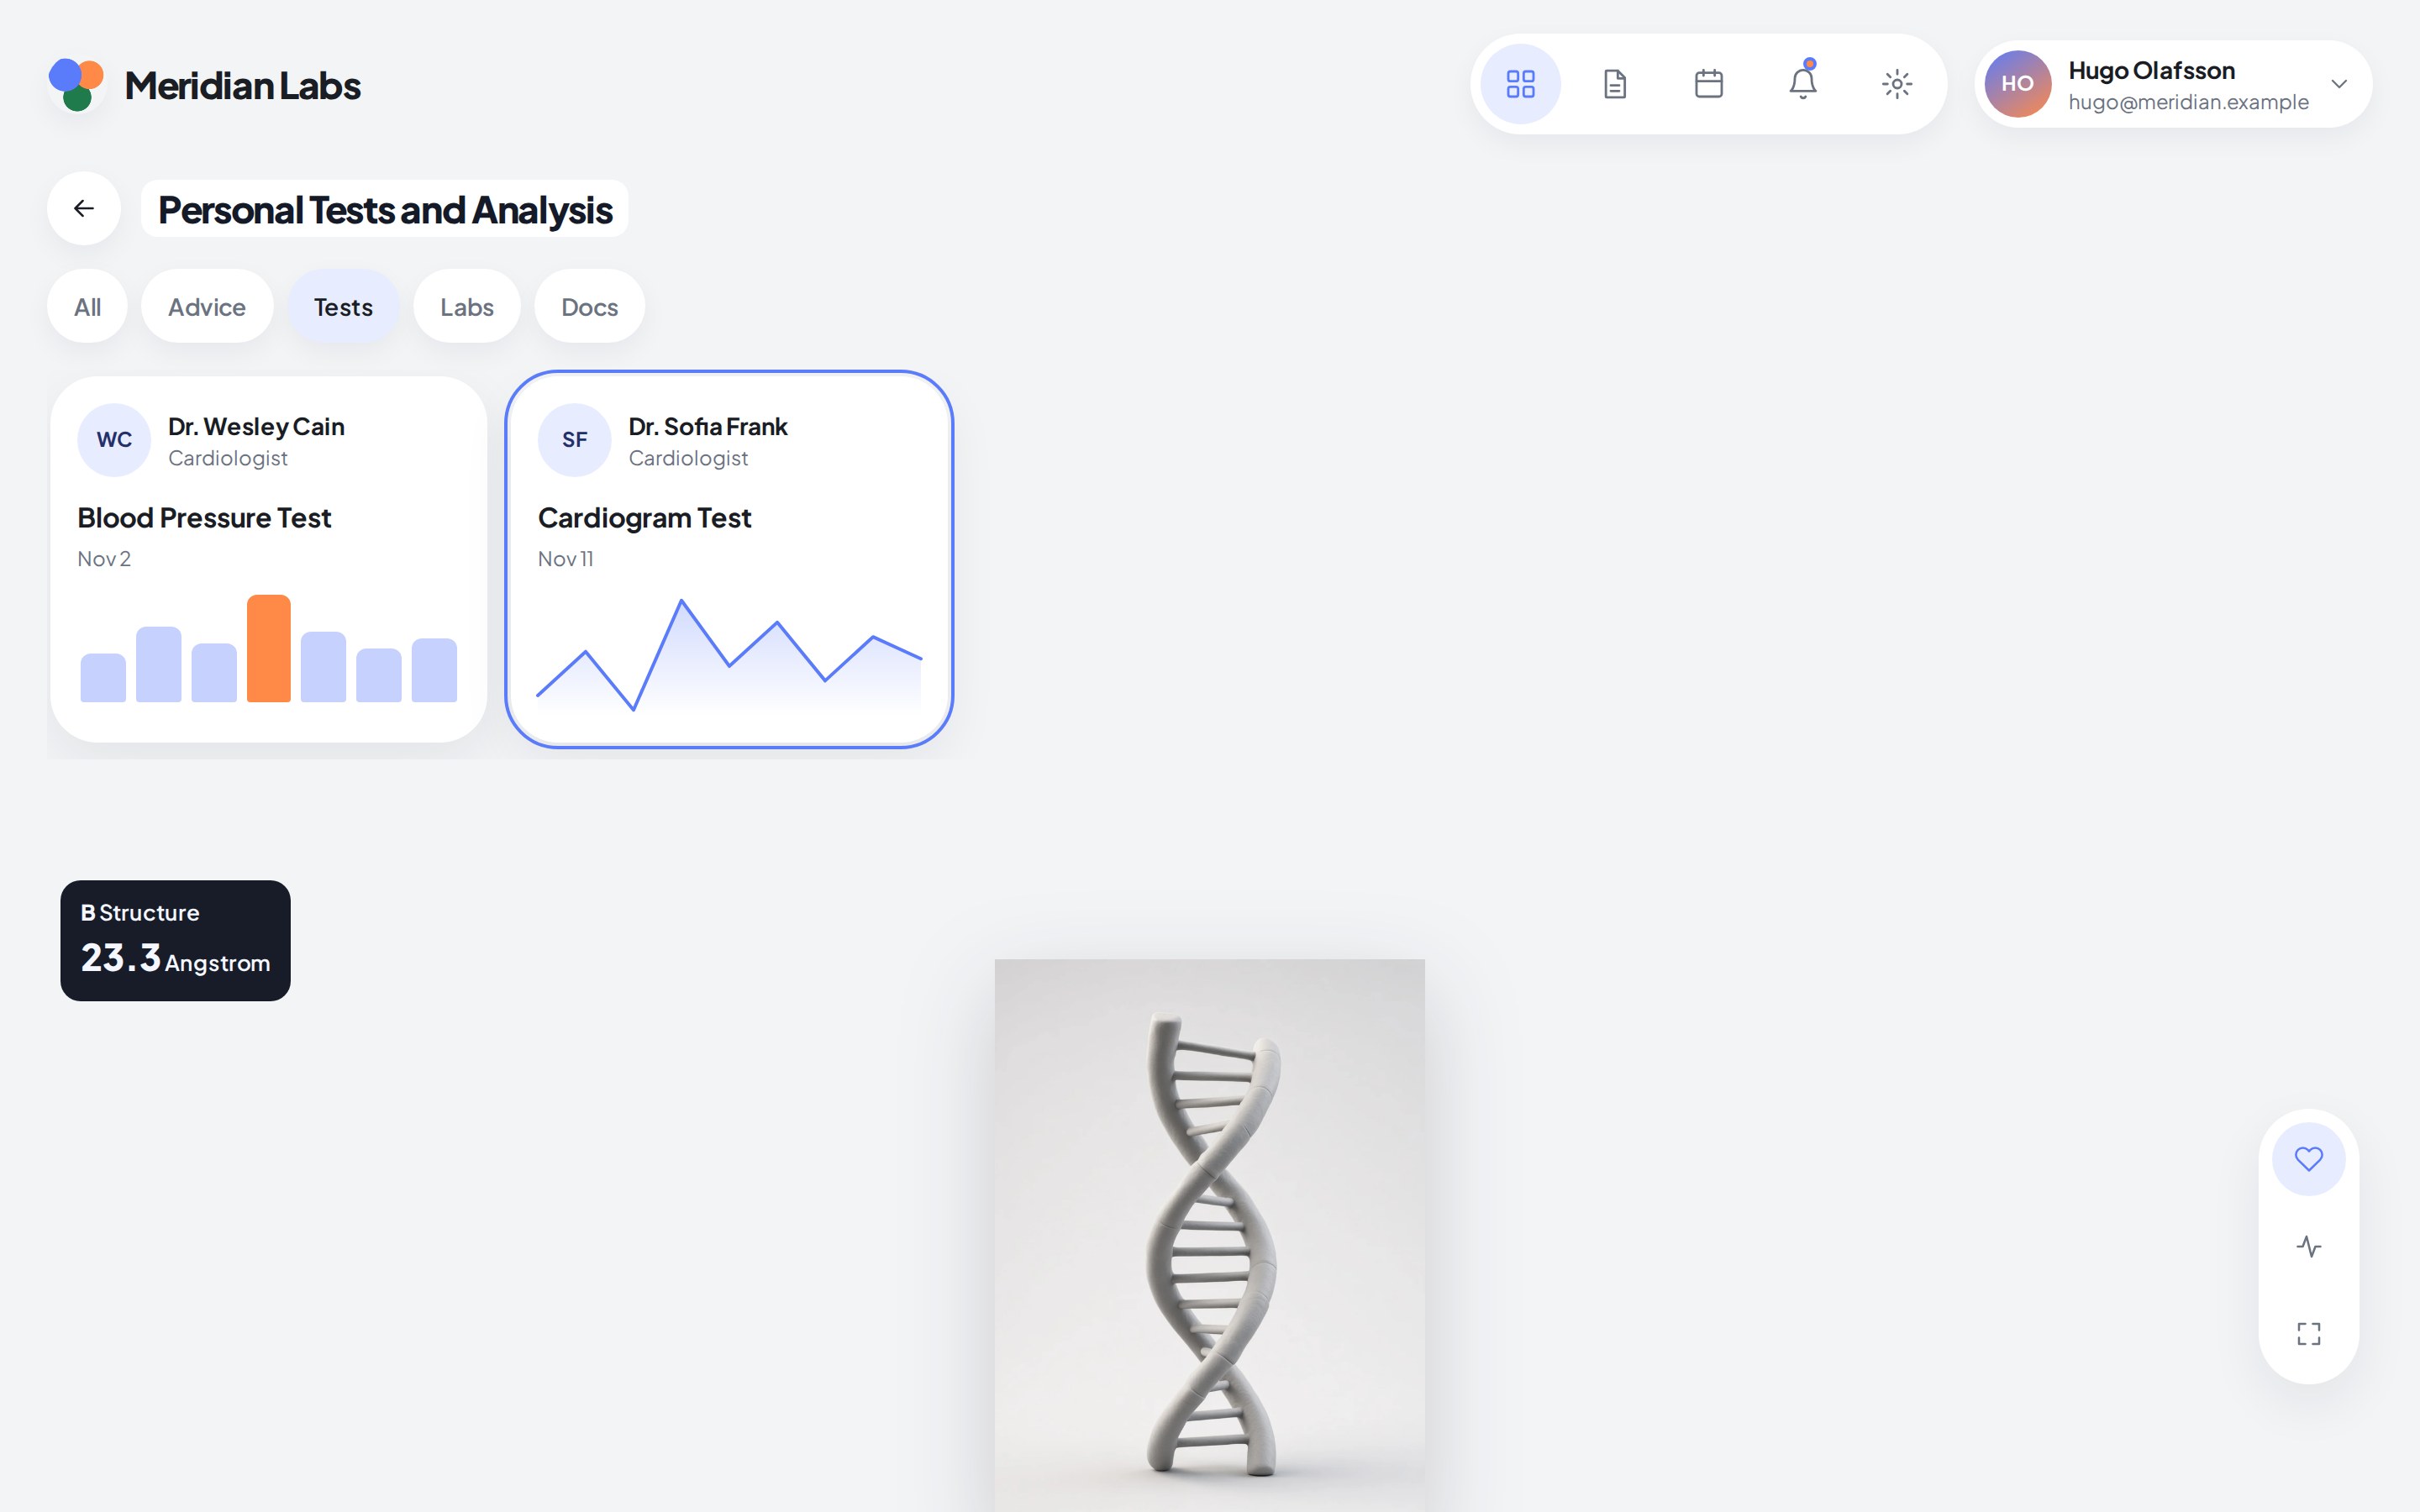 Meridian Labs
HO
Hugo Olafsson
hugo@meridian.example
Personal Tests and Analysis
All
Advice
Tests
Labs
Docs
WC
Dr. Wesley Cain
Cardiologist
Blood Pressure Test
Nov 2
SF
Dr. Sofia Frank
Cardiologist
Cardiogram Test
Nov 11
B Structure
23.3 Angstrom